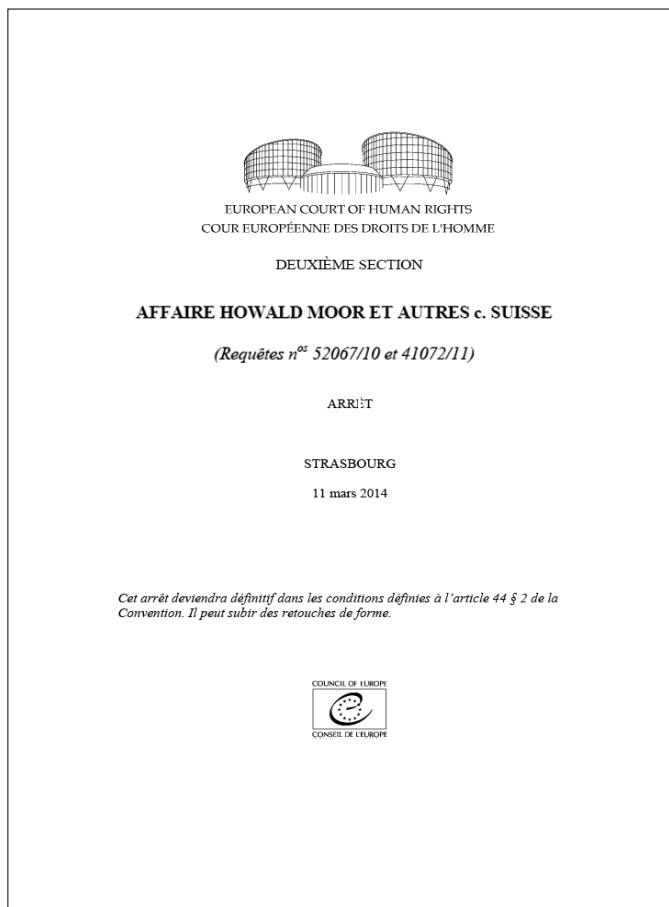 EUROPEAN COURT OF HUMAN RIGHTS
COUR EUROPÉENNE DES DROITS DE L'HOMME
DEUXIÈME SECTION
AFFAIRE HOWALD MOOR ET AUTRES c. SUISSE
(Requêtes nos 52067/10 et 41072/11)
ARRÊT
STRASBOURG
11 mars 2014
Cet arrêt deviendra définitif dans les conditions définies à l'article 44 § 2 de la
Convention. Il peut subir des retouches de forme.
COUNCIL OF EUROPE
CONSEIL DE L'EUROPE